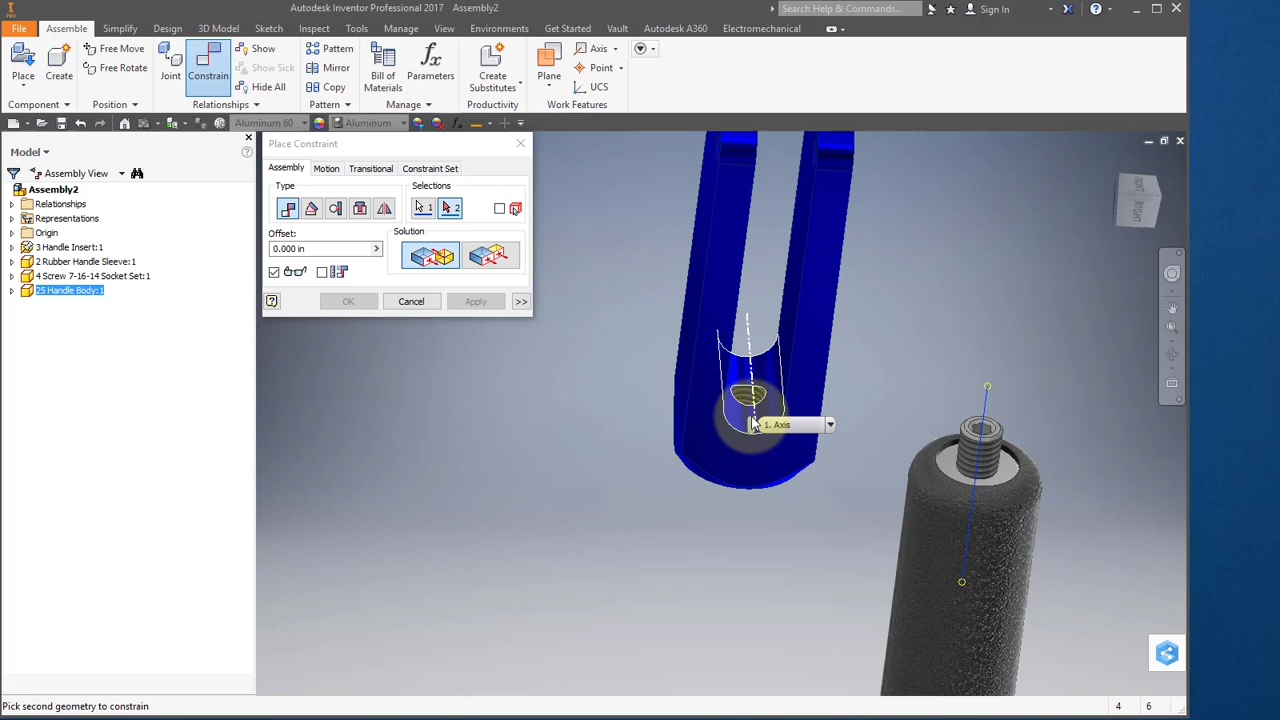 Autodesk Inventor Professional 2017 Assembly2
Search Help & Commands...
Sign In
File Assemble Simplify Design 3D Model Sketch Inspect Tools Manage View Environments Get Started Vault Autodesk A360 Electromechanical
Place
Create
Free Move
Free Rotate
Component
Position
Joint
Constrain
Show
Show Sick
Hide All
Relationships
Pattern
Mirror
Copy
Pattern
Bill of
Materials
Parameters
Manage
Create
Substitutes
Productivity
Plane
Axis
Point
UCS
Work Features
Aluminum 60
Aluminum
Model
Assembly View
Assembly2
Relationships
Representations
Origin
3 Handle Insert:1
2 Rubber Handle Sleeve:1
4 Screw 7-16-14 Socket Set:1
25 Handle Body:1
Place Constraint
Assembly Motion Transitional Constraint Set
Type
Selections
1
2
Offset:
0.000 in
Solution
OK
Cancel
Apply
>>
1. Axis
RIGHT
Pick second geometry to constrain
4 6